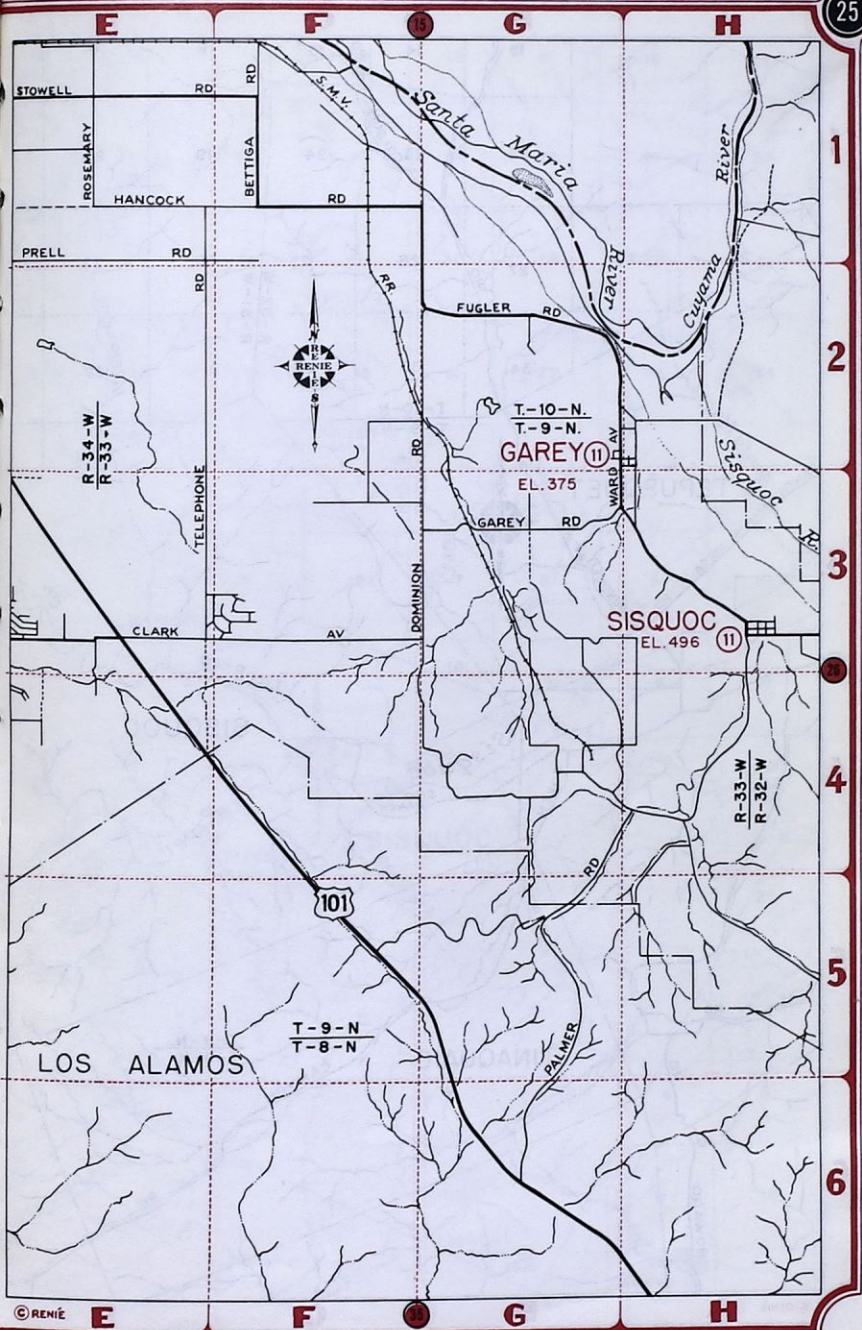 E F 15 G H 25
STOWELL RD
RD
S.M.V.
Santa Maria River
River
1
ROSEMARY
BETTIGA
HANCOCK RD
PRELL RD
RD
RR
FUGLER RD
Cuyama
2
RENIE
RENIES
R-34-W
R-33-W
T.-10-N.
T.-9-N.
GAREY 11
EL. 375
WARD AV
RD
Sisquoc R.
TELEPHONE
GAREY RD
3
DOMINION
SISQUOC
EL. 496 11
CLARK AV
26
R-33-W
R-32-W
4
RD
101
5
T-9-N
T-8-N
PALMER
LOS ALAMOS
6
© RENIÉ
E F 35 G H